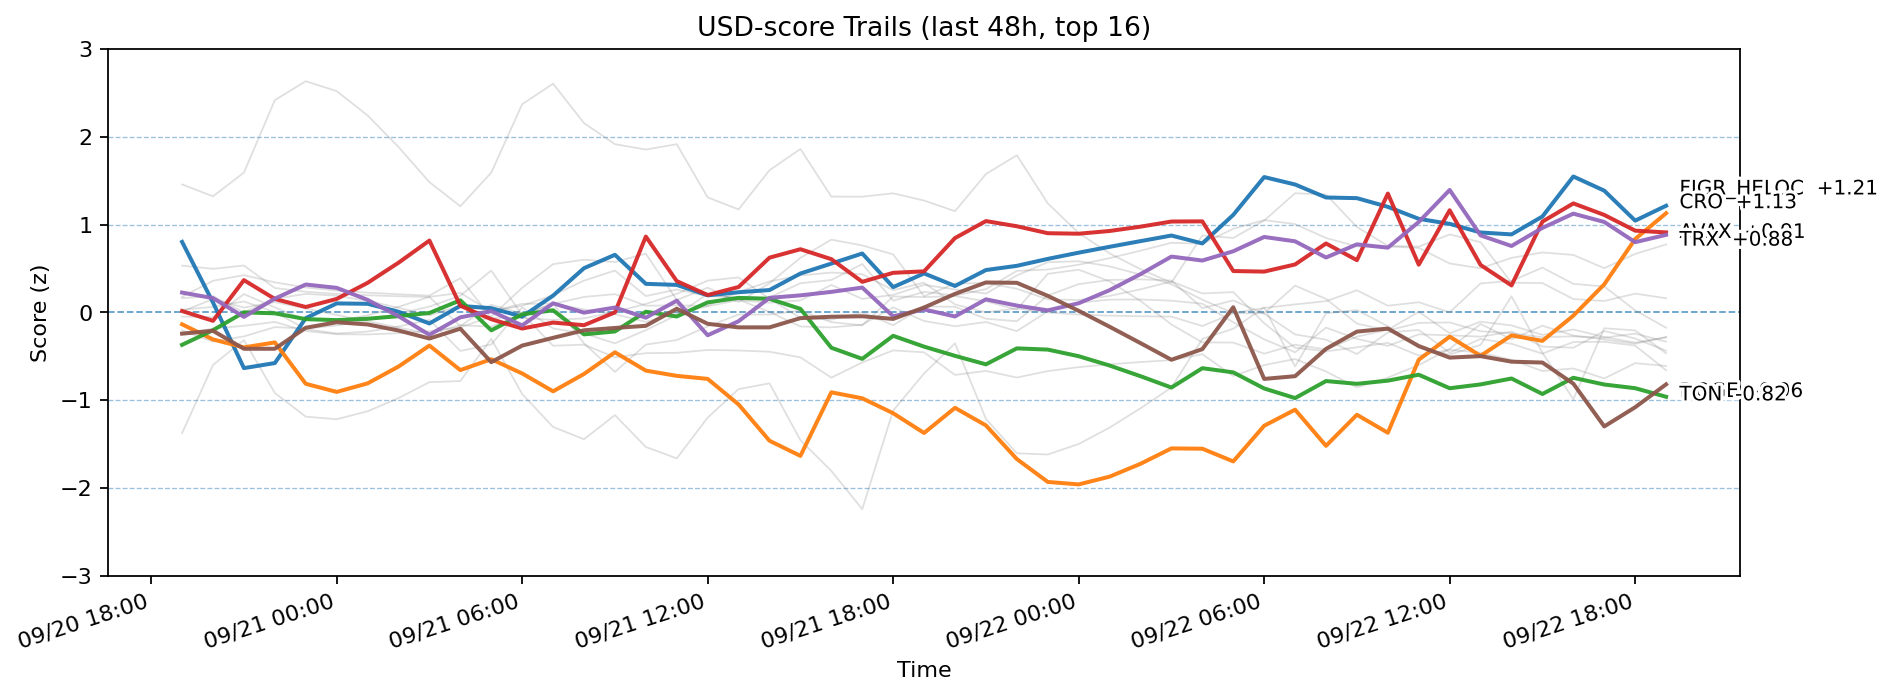 USD-score Trails (last 48h, top 16)
3
2
1
0
−1
−2
−3
Score (z)
FIGR_HELOC +1.21
CRO +1.13
TRX +0.88
TON -0.82
09/20 18:00
09/21 00:00
09/21 06:00
09/21 12:00
09/21 18:00
09/22 00:00
09/22 06:00
09/22 12:00
09/22 18:00
Time